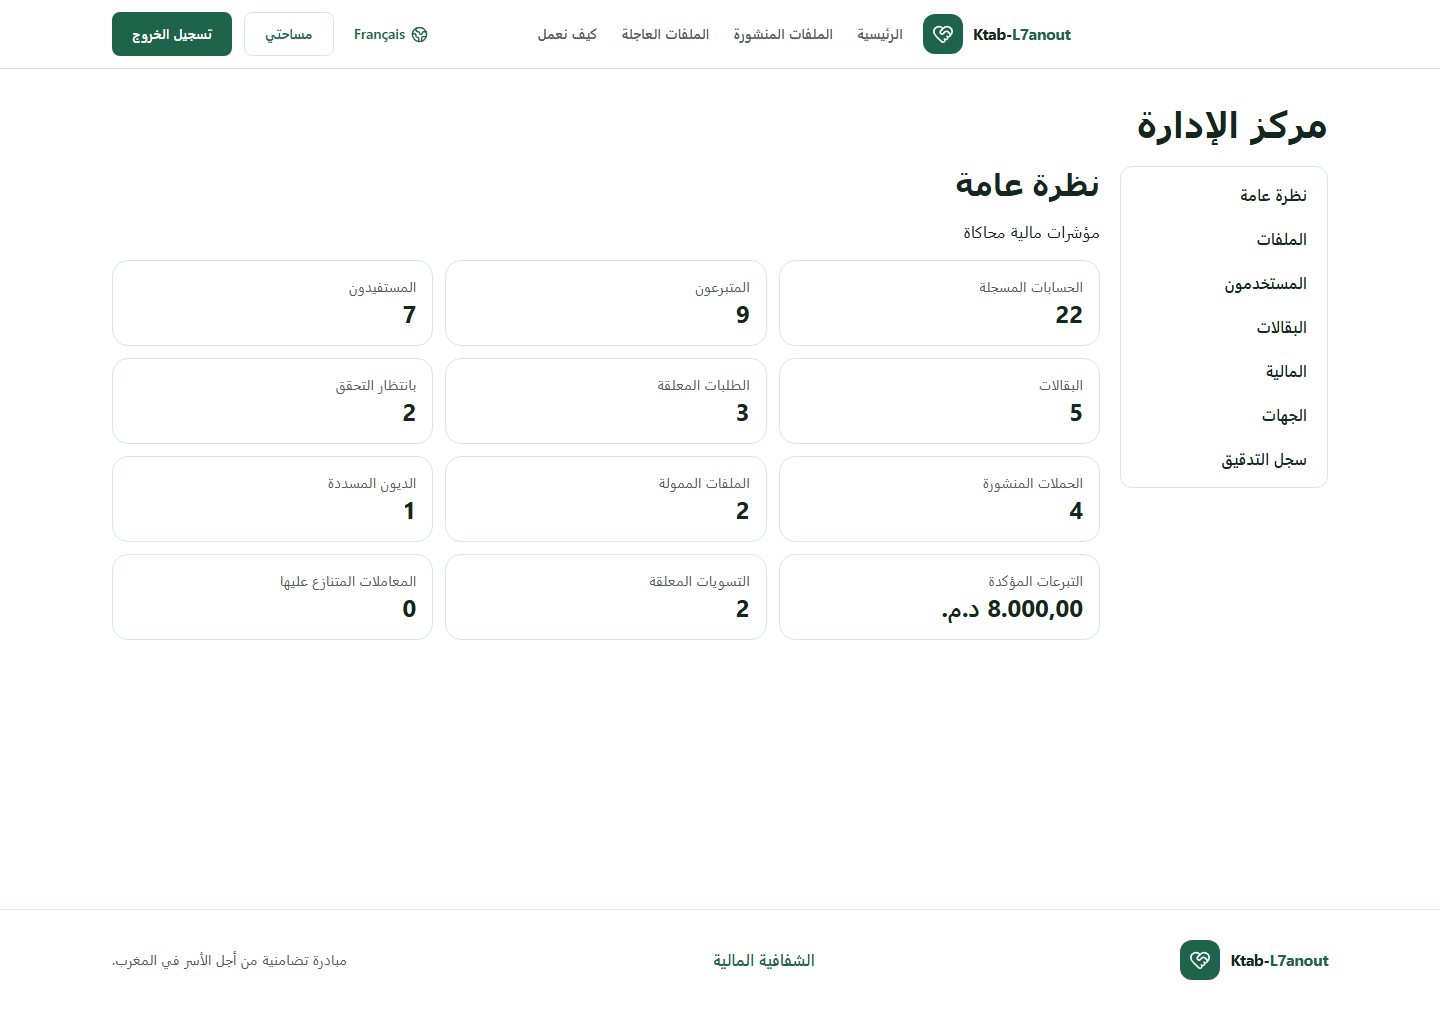 Ktab-L7anout
الرئيسية
الملفات المنشورة
الملفات العاجلة
كيف نعمل
Français
مساحتي
تسجيل الخروج
مركز الإدارة
نظرة عامة
الملفات
المستخدمون
البقالات
المالية
الجهات
سجل التدقيق
نظرة عامة
مؤشرات مالية محاكاة
الحسابات المسجلة
22
المتبرعون
9
المستفيدون
7
البقالات
5
الطلبات المعلقة
3
بانتظار التحقق
2
الحملات المنشورة
4
الملفات الممولة
2
الديون المسددة
1
التبرعات المؤكدة
8.000,00 د.م.
التسويات المعلقة
2
المعاملات المتنازع عليها
0
Ktab-L7anout
الشفافية المالية
مبادرة تضامنية من أجل الأسر في المغرب.